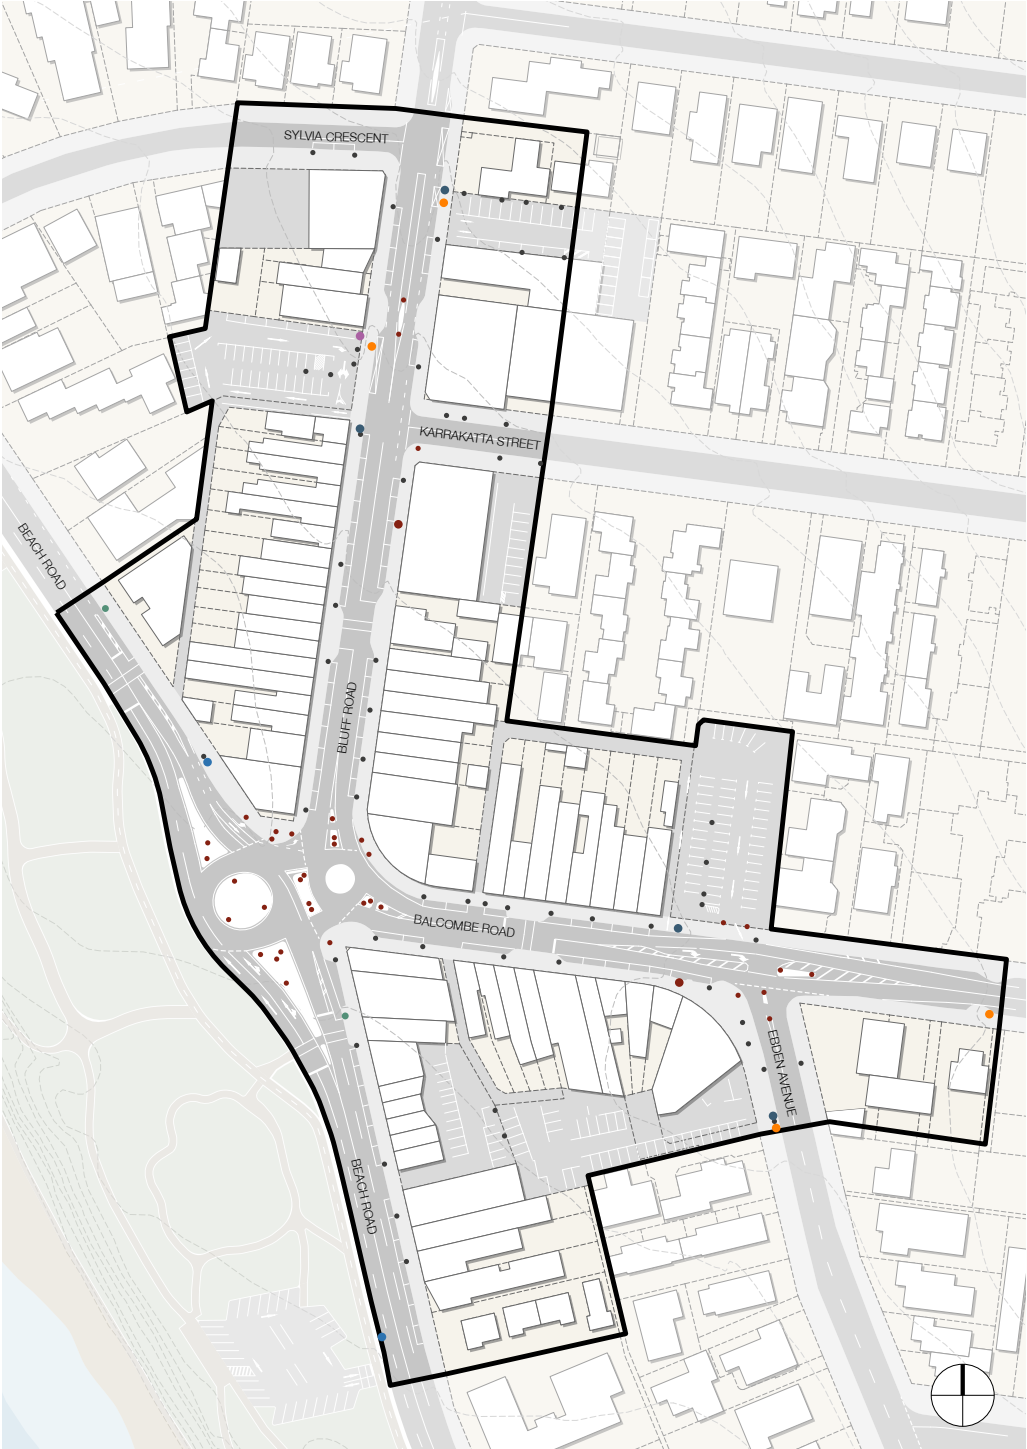 SYLVIA CRESCENT
KARRAKATTA STREET
BEACH ROAD
BLUFF ROAD
BALCOMBE ROAD
EBDEN AVENUE
BEACH ROAD